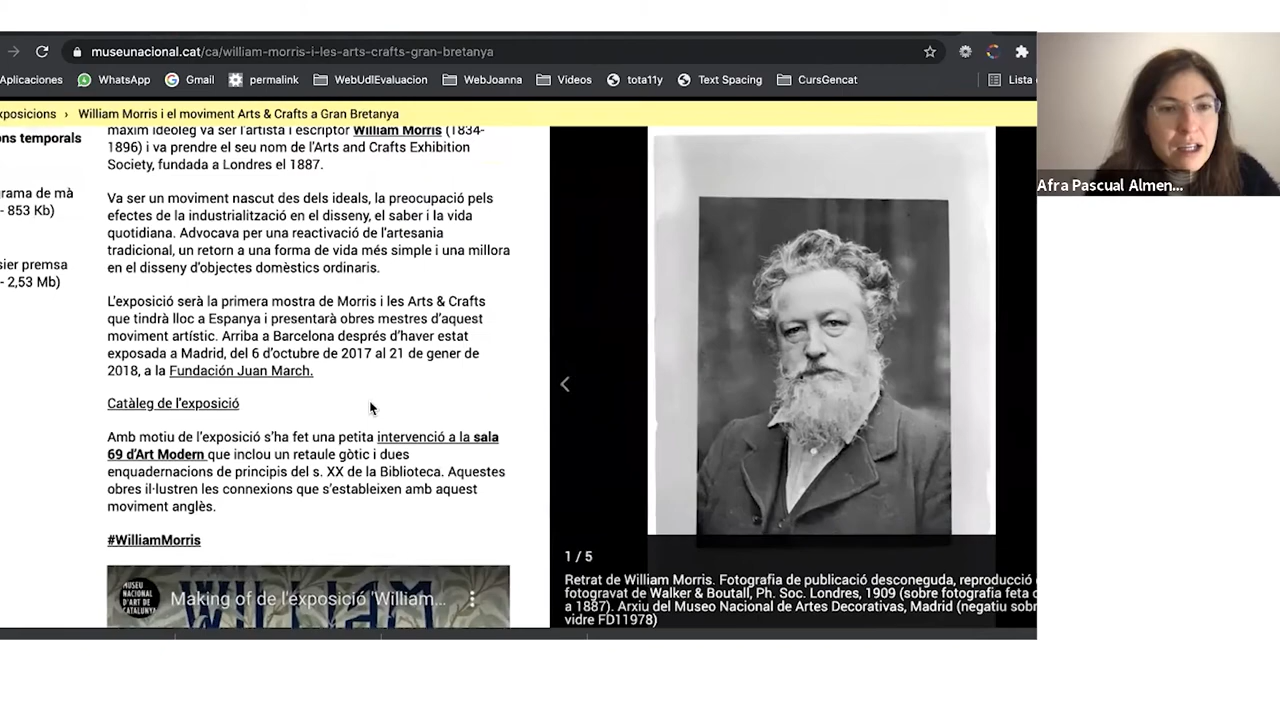 museunacional.cat/ca/william-morris-i-les-arts-crafts-gran-bretanya
Aplicaciones WhatsApp Gmail permalink WebUdlEvaluacion WebJoanna Videos tota11y Text Spacing CursGencat Lista
xposicions › William Morris i el moviment Arts & Crafts a Gran Bretanya
ons temporals
grama de mà
- 853 Kb)
sier premsa
- 2,53 Mb)
màxim ideòleg va ser l'artista i escriptor William Morris (1834-
1896) i va prendre el seu nom de l'Arts and Crafts Exhibition
Society, fundada a Londres el 1887.
Va ser un moviment nascut des dels ideals, la preocupació pels
efectes de la industrialització en el disseny, el saber i la vida
quotidiana. Advocava per una reactivació de l'artesania
tradicional, un retorn a una forma de vida més simple i una millora
en el disseny d'objectes domèstics ordinaris.
L'exposició serà la primera mostra de Morris i les Arts & Crafts
que tindrà lloc a Espanya i presentarà obres mestres d'aquest
moviment artístic. Arriba a Barcelona després d'haver estat
exposada a Madrid, del 6 d'octubre de 2017 al 21 de gener de
2018, a la Fundación Juan March.
Catàleg de l'exposició
Amb motiu de l'exposició s'ha fet una petita intervenció a la sala
69 d'Art Modern que inclou un retaule gòtic i dues
enquadernacions de principis del s. XX de la Biblioteca. Aquestes
obres il·lustren les connexions que s'estableixen amb aquest
moviment anglès.
#WilliamMorris
MUSEU
NACIONAL
D'ART DE
CATALUNYA
Making of de l'exposició 'William...
WILLIAM
1 / 5
Retrat de William Morris. Fotografia de publicació desconeguda, reproducció
fotogravat de Walker & Boutall, Ph. Soc. Londres, 1909 (sobre fotografia feta
a 1887). Arxiu del Museo Nacional de Artes Decorativas, Madrid (negatiu sob
vidre FD11978)
Afra Pascual Almen...